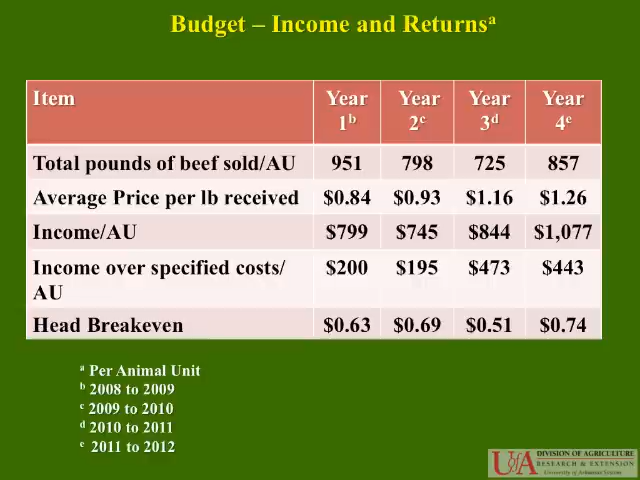 Budget – Income and Returnsᵃ
Item Year 1ᵇ Year 2ᶜ Year 3ᵈ Year 4ᵉ
Total pounds of beef sold/AU 951 798 725 857
Average Price per lb received $0.84 $0.93 $1.16 $1.26
Income/AU $799 $745 $844 $1,077
Income over specified costs/AU $200 $195 $473 $443
Head Breakeven $0.63 $0.69 $0.51 $0.74
ᵃ Per Animal Unit
ᵇ 2008 to 2009
ᶜ 2009 to 2010
ᵈ 2010 to 2011
ᵉ 2011 to 2012
UofA DIVISION OF AGRICULTURE
RESEARCH & EXTENSION
University of Arkansas System